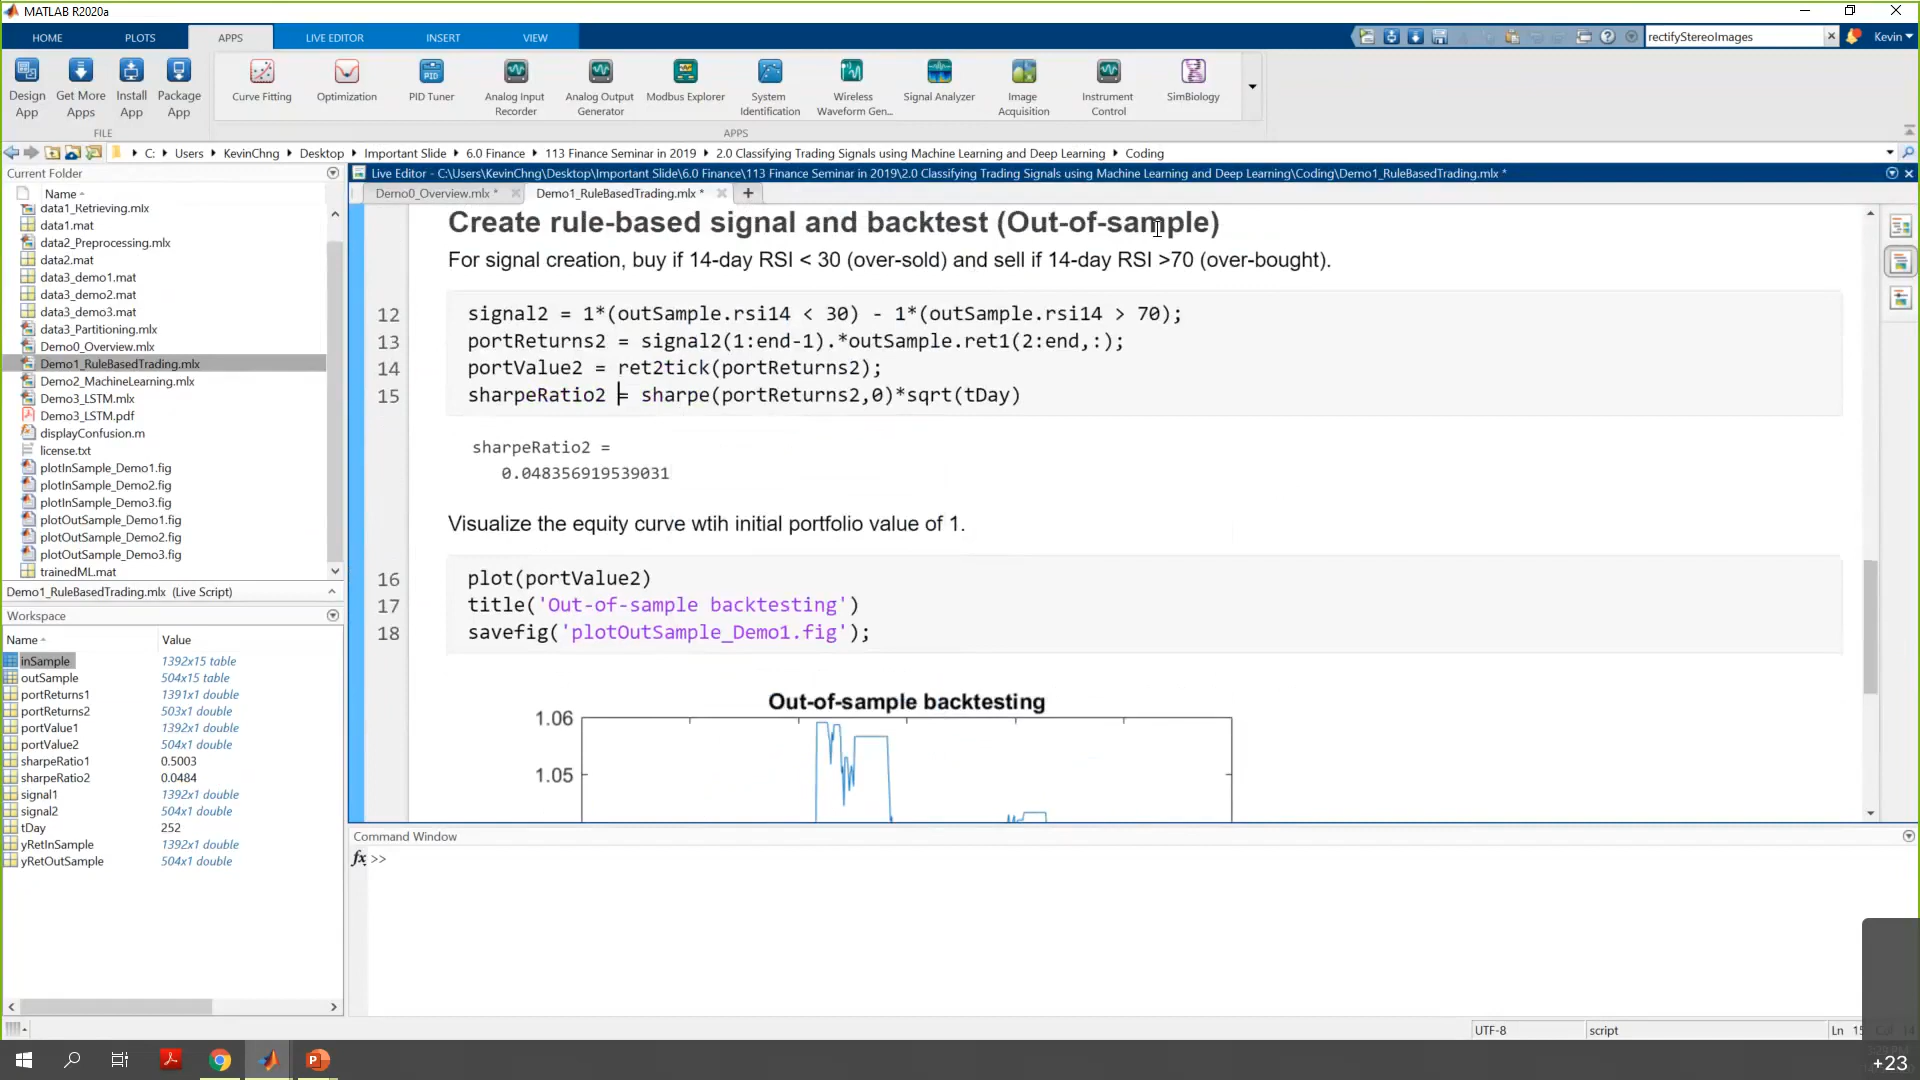 MATLAB R2020a
HOME PLOTS APPS LIVE EDITOR INSERT VIEW rectifyStereoImages Kevin
Design App
Get More Apps
Install App
Package App
Curve Fitting
Optimization
PID Tuner
Analog Input Recorder
Analog Output Generator
Modbus Explorer
System Identification
Wireless Waveform Gen...
Signal Analyzer
Image Acquisition
Instrument Control
SimBiology
FILE APPS
C: Users KevinChng Desktop Important Slide 6.0 Finance 113 Finance Seminar in 2019 2.0 Classifying Trading Signals using Machine Learning and Deep Learning Coding
Current Folder
Name
data1_Retrieving.mlx
data1.mat
data2_Preprocessing.mlx
data2.mat
data3_demo1.mat
data3_demo2.mat
data3_demo3.mat
data3_Partitioning.mlx
Demo0_Overview.mlx
Demo1_RuleBasedTrading.mlx
Demo2_MachineLearning.mlx
Demo3_LSTM.mlx
Demo3_LSTM.pdf
displayConfusion.m
license.txt
plotInSample_Demo1.fig
plotInSample_Demo2.fig
plotInSample_Demo3.fig
plotOutSample_Demo1.fig
plotOutSample_Demo2.fig
plotOutSample_Demo3.fig
trainedML.mat
Demo1_RuleBasedTrading.mlx (Live Script)
Workspace
Name Value
inSample 1392x15 table
outSample 504x15 table
portReturns1 1391x1 double
portReturns2 503x1 double
portValue1 1392x1 double
portValue2 504x1 double
sharpeRatio1 0.5003
sharpeRatio2 0.0484
signal1 1392x1 double
signal2 504x1 double
tDay 252
yRetInSample 1392x1 double
yRetOutSample 504x1 double
Live Editor - C:\Users\KevinChng\Desktop\Important Slide\6.0 Finance\113 Finance Seminar in 2019\2.0 Classifying Trading Signals using Machine Learning and Deep Learning\Coding\Demo1_RuleBasedTrading.mlx *
Demo0_Overview.mlx * Demo1_RuleBasedTrading.mlx *
Create rule-based signal and backtest (Out-of-sample)
For signal creation, buy if 14-day RSI < 30 (over-sold) and sell if 14-day RSI >70 (over-bought).
12 signal2 = 1*(outSample.rsi14 < 30) - 1*(outSample.rsi14 > 70);
13 portReturns2 = signal2(1:end-1).*outSample.ret1(2:end,:);
14 portValue2 = ret2tick(portReturns2);
15 sharpeRatio2 = sharpe(portReturns2,0)*sqrt(tDay)
sharpeRatio2 =
0.048356919539031
Visualize the equity curve wtih initial portfolio value of 1.
16 plot(portValue2)
17 title('Out-of-sample backtesting')
18 savefig('plotOutSample_Demo1.fig');
Out-of-sample backtesting
1.06
1.05
Command Window
fx >>
UTF-8 script Ln 15
+23